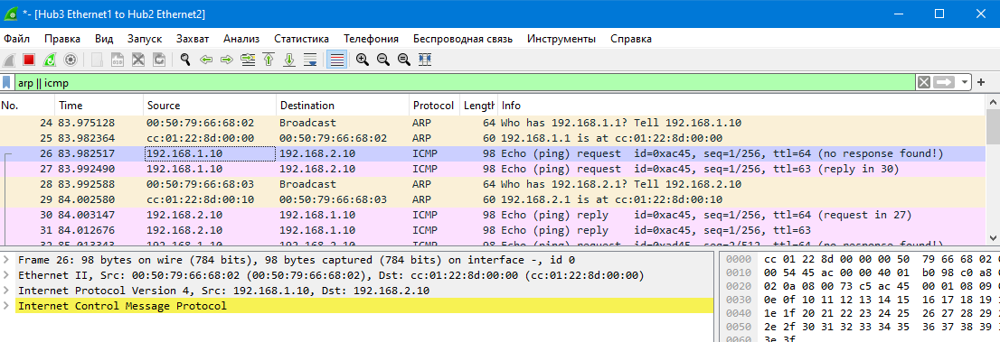 *- [Hub3 Ethernet1 to Hub2 Ethernet2]
Файл Правка Вид Запуск Захват Анализ Статистика Телефония Беспроводная связь Инструменты Справка
arp || icmp
No. Time Source Destination Protocol Length Info
24 83.975128 00:50:79:66:68:02 Broadcast ARP 64 Who has 192.168.1.1? Tell 192.168.1.10
25 83.982364 cc:01:22:8d:00:00 00:50:79:66:68:02 ARP 60 192.168.1.1 is at cc:01:22:8d:00:00
26 83.982517 192.168.1.10 192.168.2.10 ICMP 98 Echo (ping) request id=0xac45, seq=1/256, ttl=64 (no response found!)
27 83.992490 192.168.1.10 192.168.2.10 ICMP 98 Echo (ping) request id=0xac45, seq=1/256, ttl=63 (reply in 30)
28 83.992588 00:50:79:66:68:03 Broadcast ARP 64 Who has 192.168.2.1? Tell 192.168.2.10
29 84.002580 cc:01:22:8d:00:10 00:50:79:66:68:03 ARP 60 192.168.2.1 is at cc:01:22:8d:00:10
30 84.003147 192.168.2.10 192.168.1.10 ICMP 98 Echo (ping) reply id=0xac45, seq=1/256, ttl=64 (request in 27)
31 84.012676 192.168.2.10 192.168.1.10 ICMP 98 Echo (ping) reply id=0xac45, seq=1/256, ttl=63
32 85.013343 192.168.1.10 192.168.2.10 ICMP 98 Echo (ping) request id=0xad45, seq=2/512, ttl=64 (no response found!)
Frame 26: 98 bytes on wire (784 bits), 98 bytes captured (784 bits) on interface -, id 0
Ethernet II, Src: 00:50:79:66:68:02 (00:50:79:66:68:02), Dst: cc:01:22:8d:00:00 (cc:01:22:8d:00:00)
Internet Protocol Version 4, Src: 192.168.1.10, Dst: 192.168.2.10
Internet Control Message Protocol
0000 cc 01 22 8d 00 00 00 50 79 66 68 02
0010 00 54 45 ac 00 00 40 01 b0 98 c0 a8
0020 02 0a 08 00 73 c5 ac 45 00 01 08 09
0030 0e 0f 10 11 12 13 14 15 16 17 18 19
0040 1e 1f 20 21 22 23 24 25 26 27 28 29
0050 2e 2f 30 31 32 33 34 35 36 37 38 39
0060 3e 3f